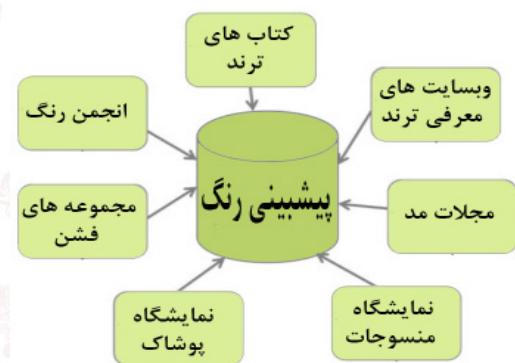 کتاب های
ترند
وبسایت های
معرفی ترند
انجمن رنگ
پیشبینی رنگ
مجلات مد
مجموعه های
فشن
نمایشگاه
منسوجات
نمایشگاه
پوشاک